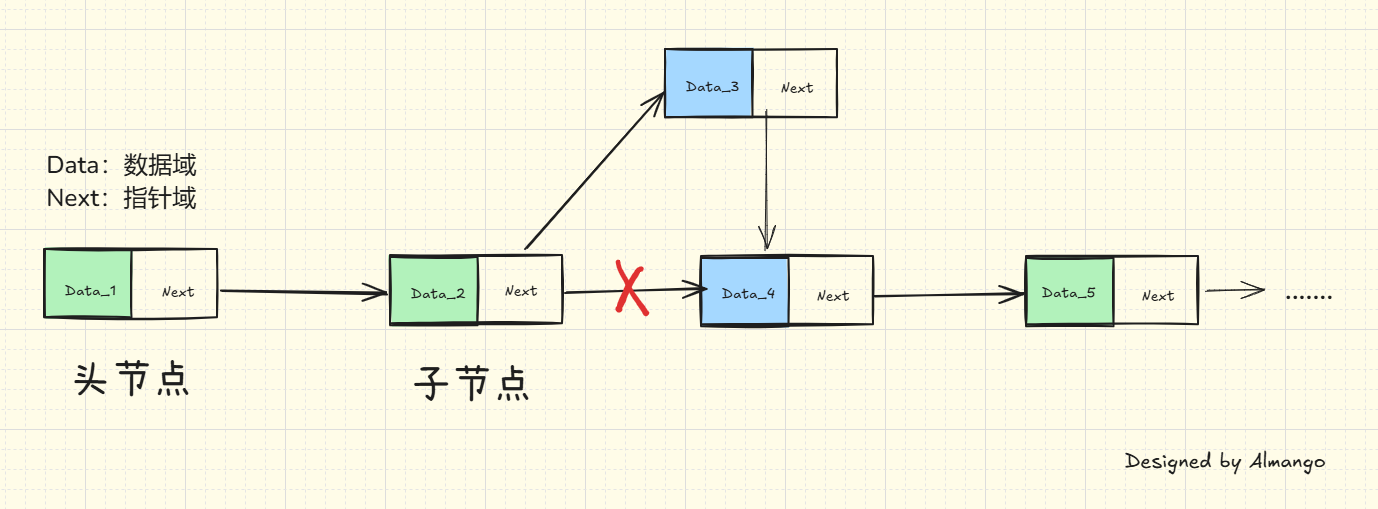 Data_3
Next
Data：数据域
Next：指针域
Data_1
Next
Data_2
Next
Data_4
Next
Data_5
Next
.......
头节点
子节点
Designed by Almango